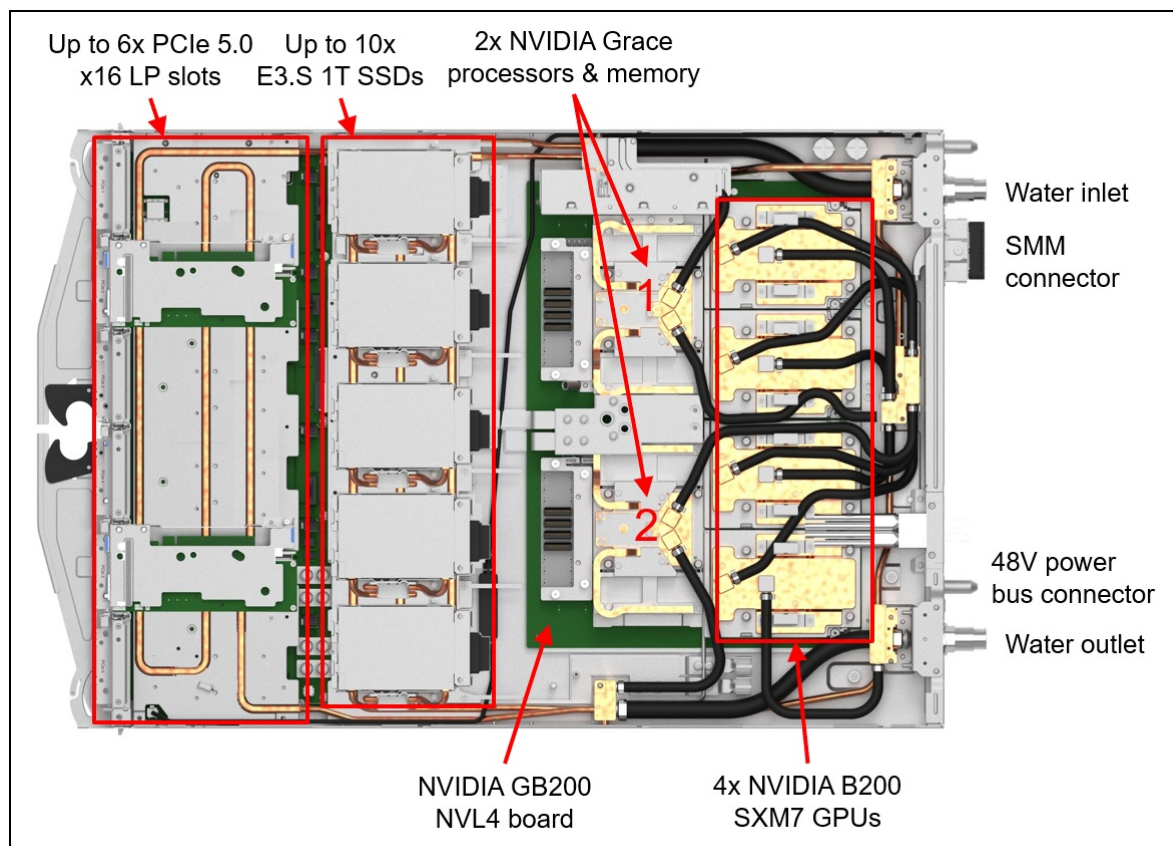 Up to 6x PCIe 5.0
x16 LP slots
Up to 10x
E3.S 1T SSDs
2x NVIDIA Grace
processors & memory
Water inlet
SMM
connector
1
2
48V power
bus connector
Water outlet
NVIDIA GB200
NVL4 board
4x NVIDIA B200
SXM7 GPUs